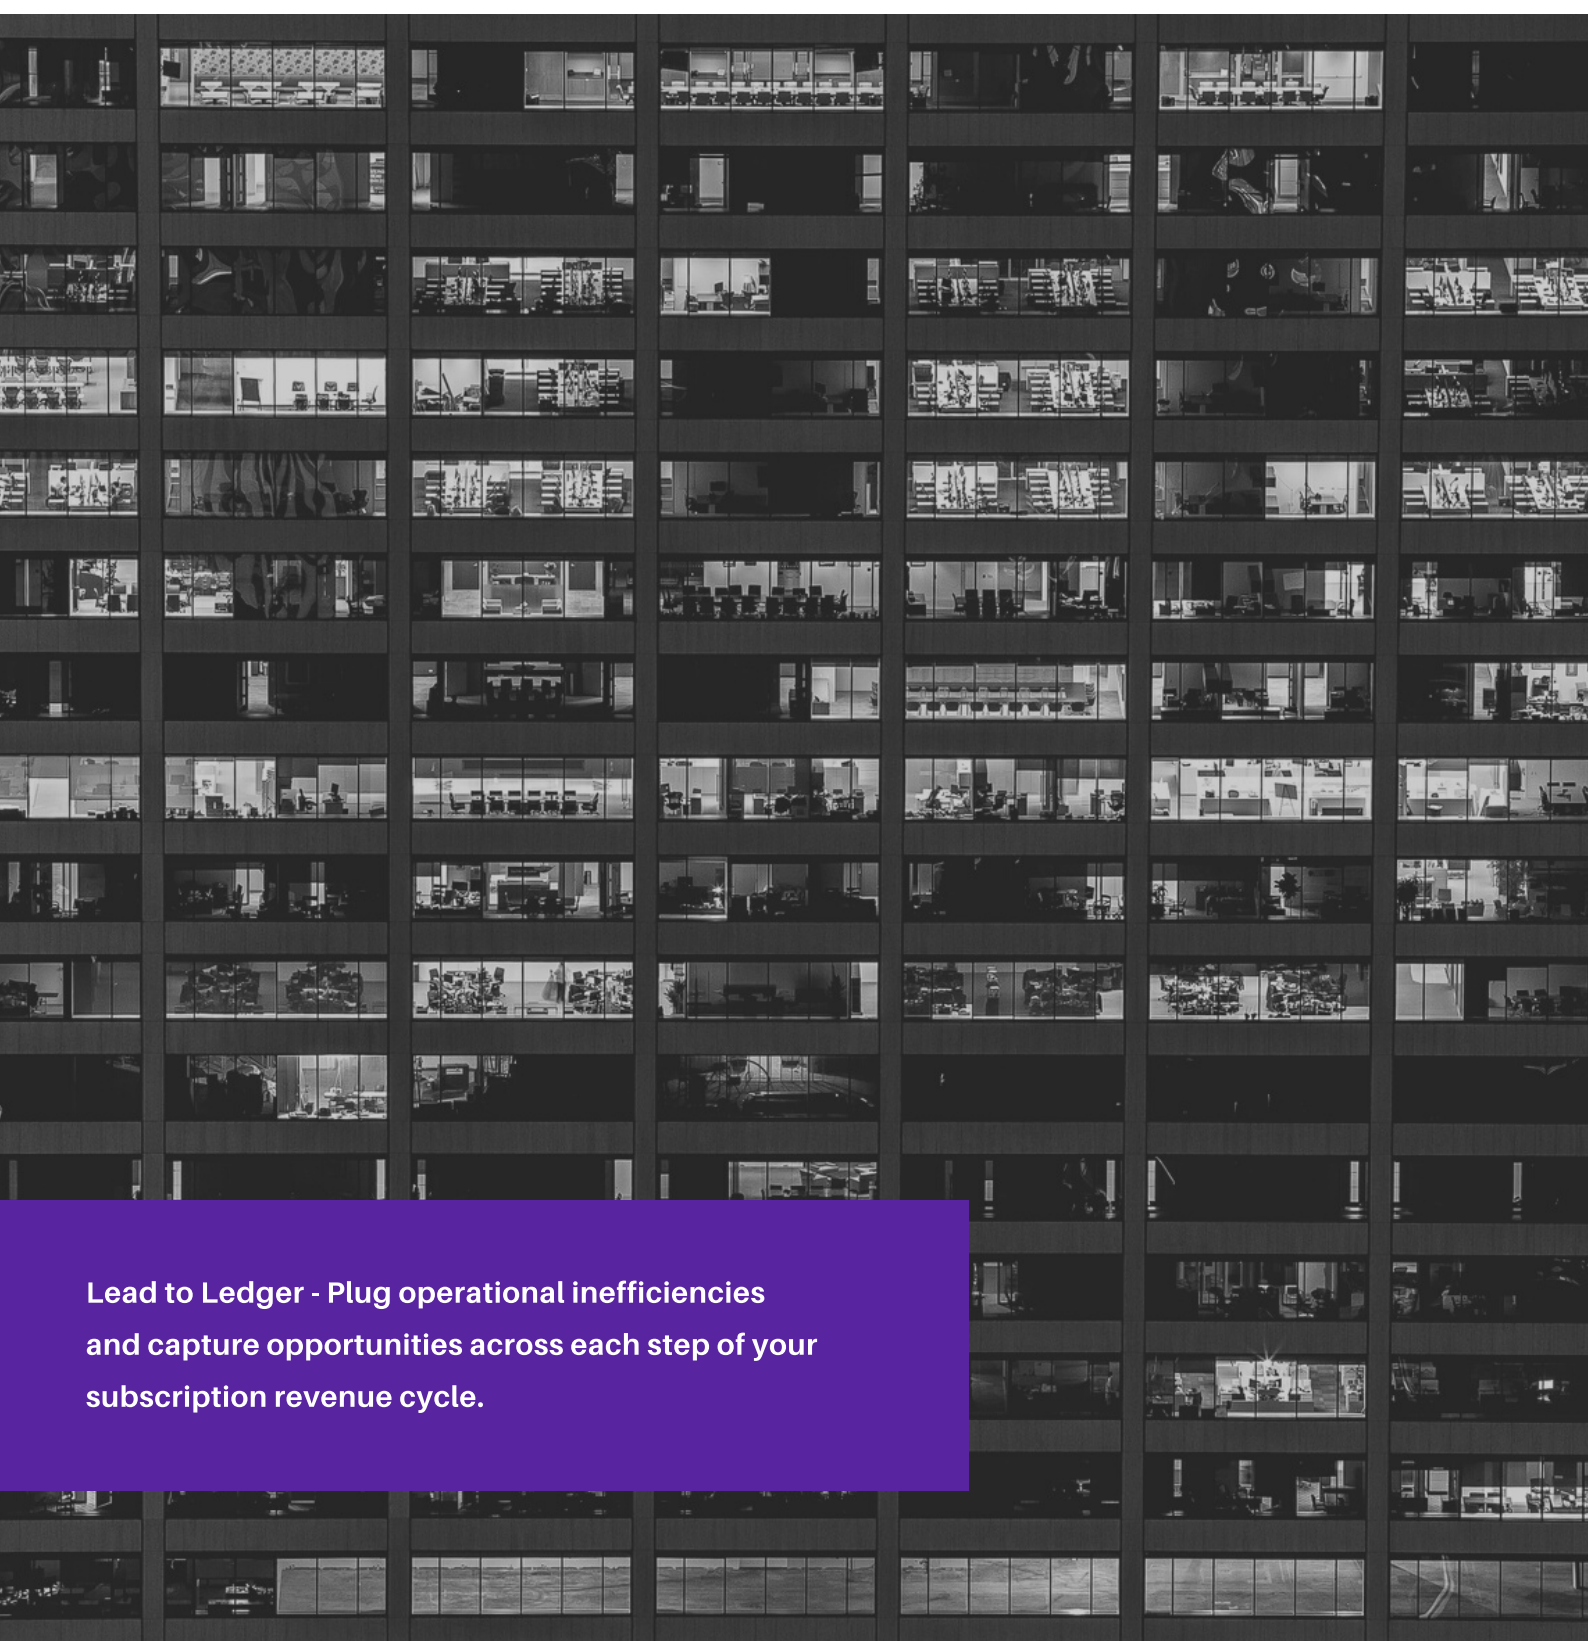 Lead to Ledger - Plug operational inefficiencies
and capture opportunities across each step of your
subscription revenue cycle.